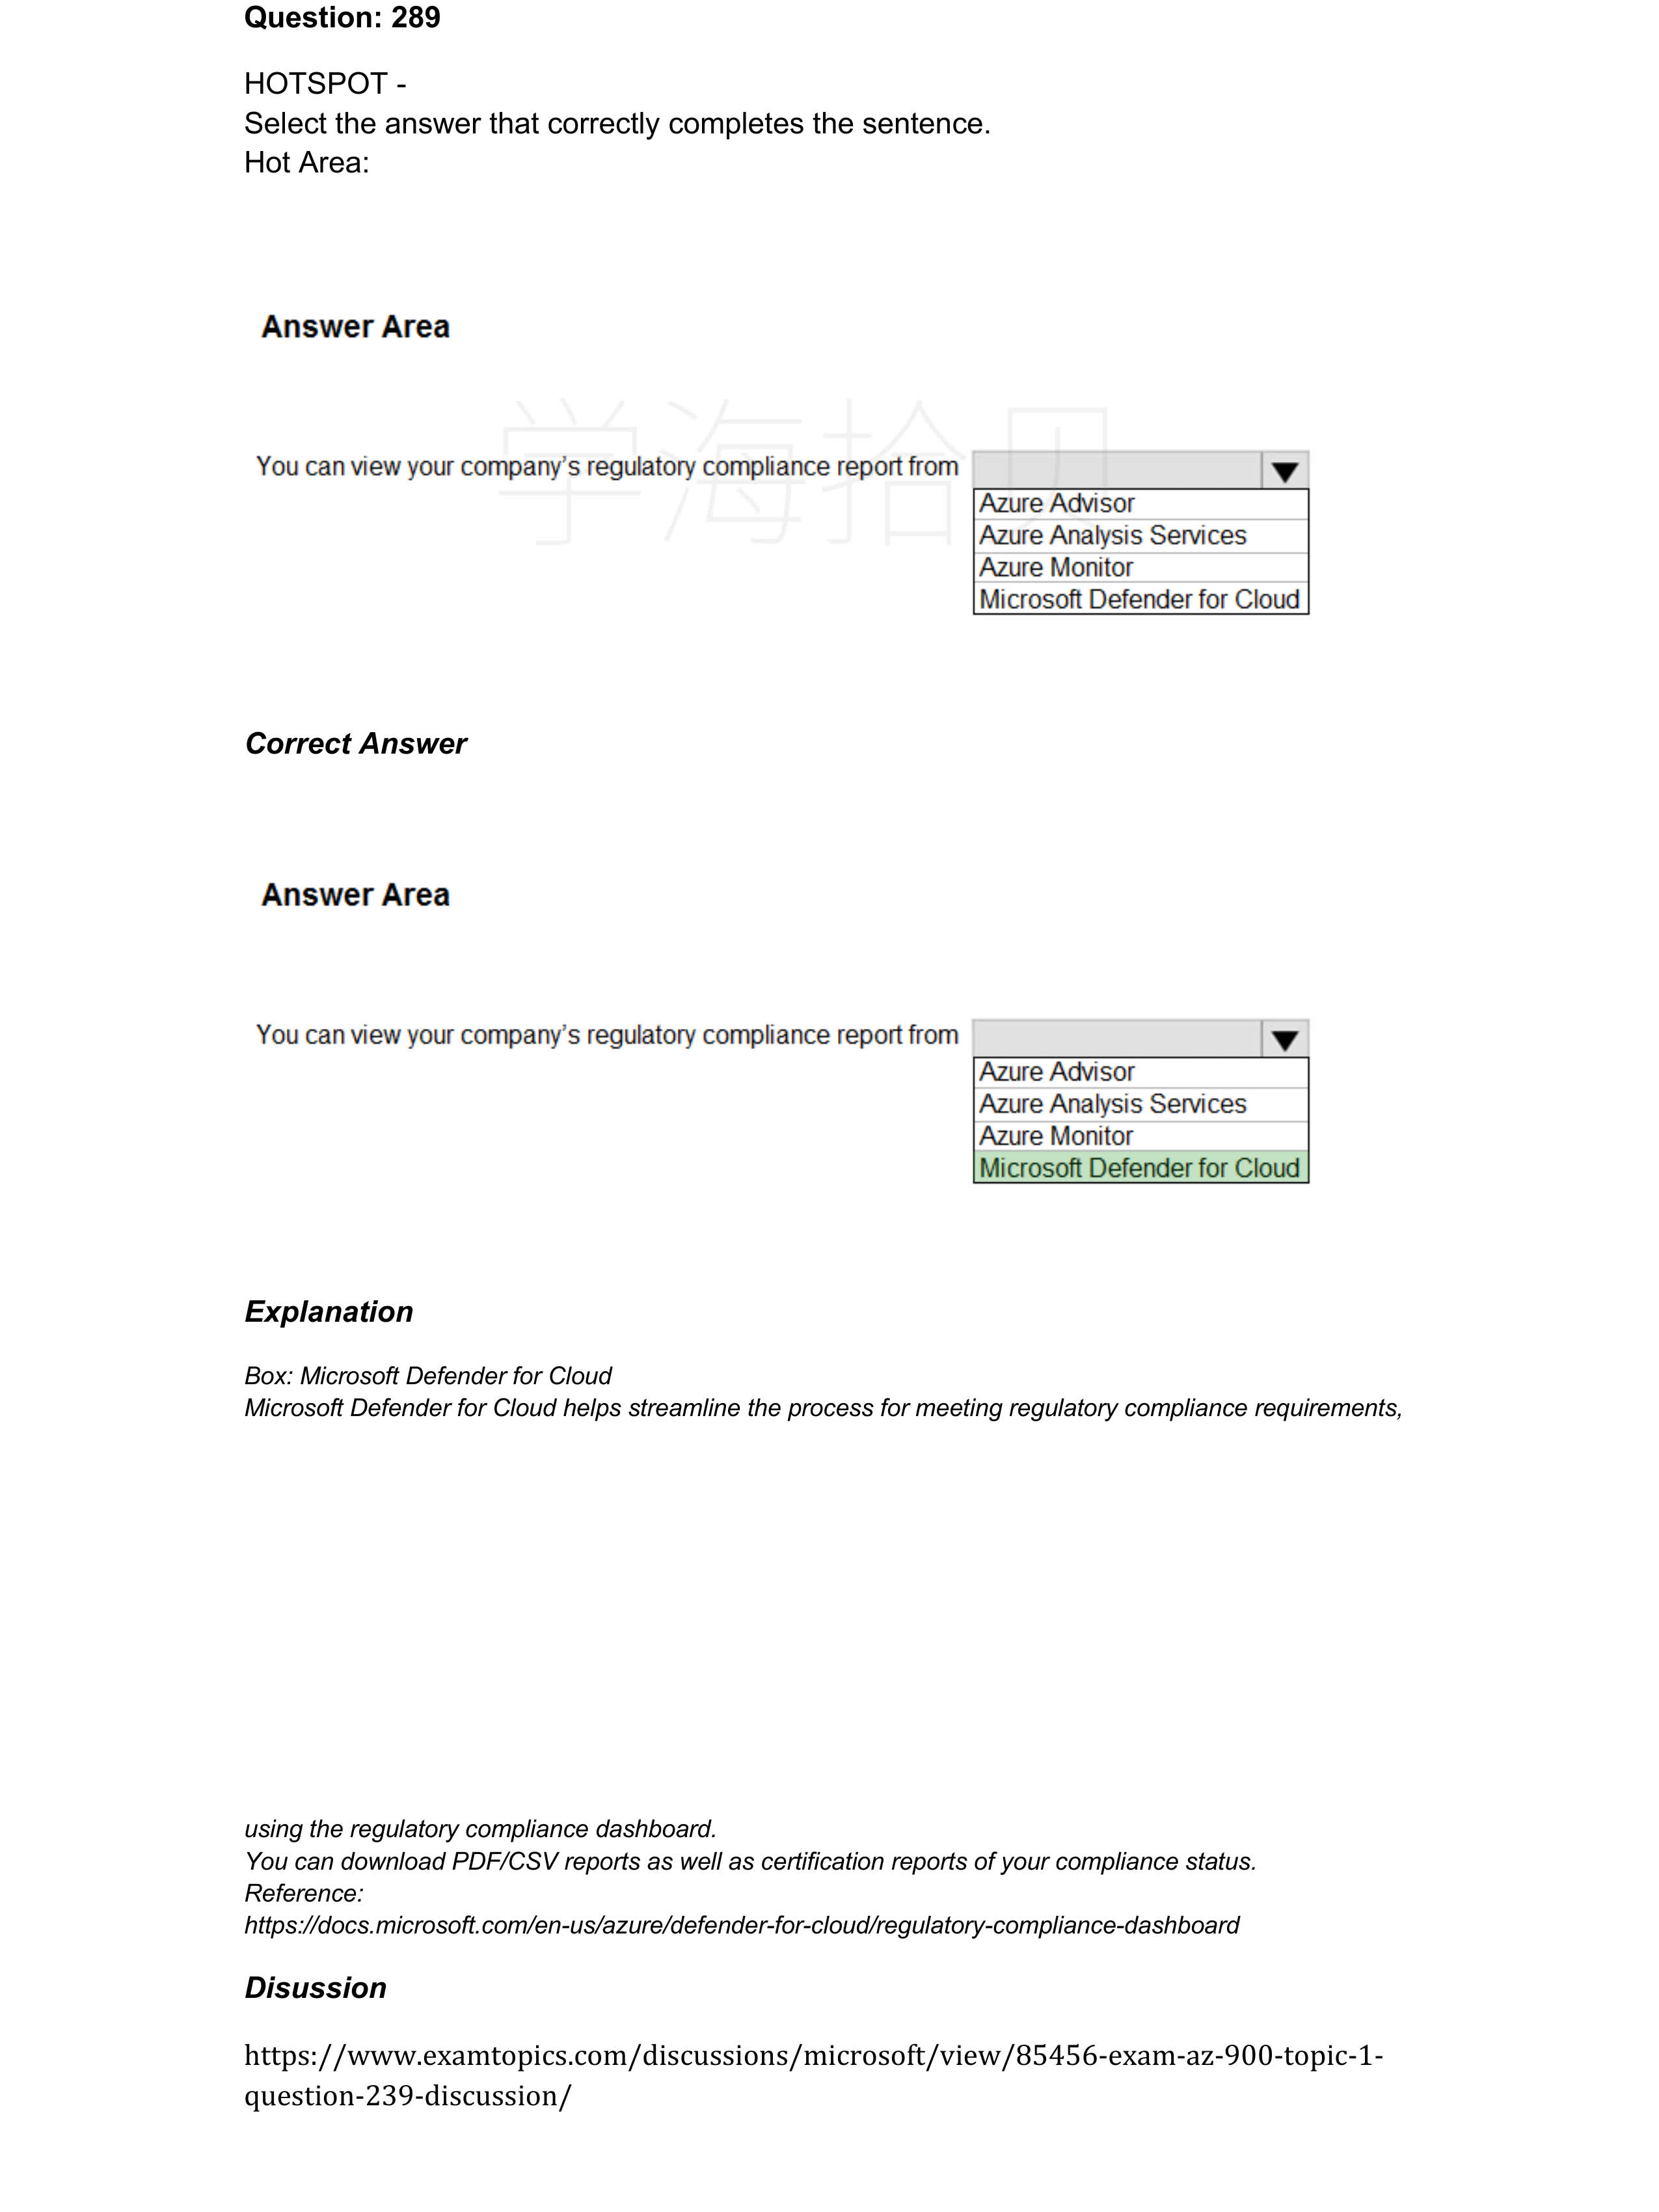 Question: 289
HOTSPOT -
Select the answer that correctly completes the sentence.
Hot Area:
Answer Area
学海拾贝
You can view your company's regulatory compliance report from
Azure Advisor
Azure Analysis Services
Azure Monitor
Microsoft Defender for Cloud
Correct Answer
Answer Area
You can view your company's regulatory compliance report from
Azure Advisor
Azure Analysis Services
Azure Monitor
Microsoft Defender for Cloud
Explanation
Box: Microsoft Defender for Cloud
Microsoft Defender for Cloud helps streamline the process for meeting regulatory compliance requirements,
using the regulatory compliance dashboard.
You can download PDF/CSV reports as well as certification reports of your compliance status.
Reference:
https://docs.microsoft.com/en-us/azure/defender-for-cloud/regulatory-compliance-dashboard
Disussion
https://www.examtopics.com/discussions/microsoft/view/85456-exam-az-900-topic-1-
question-239-discussion/